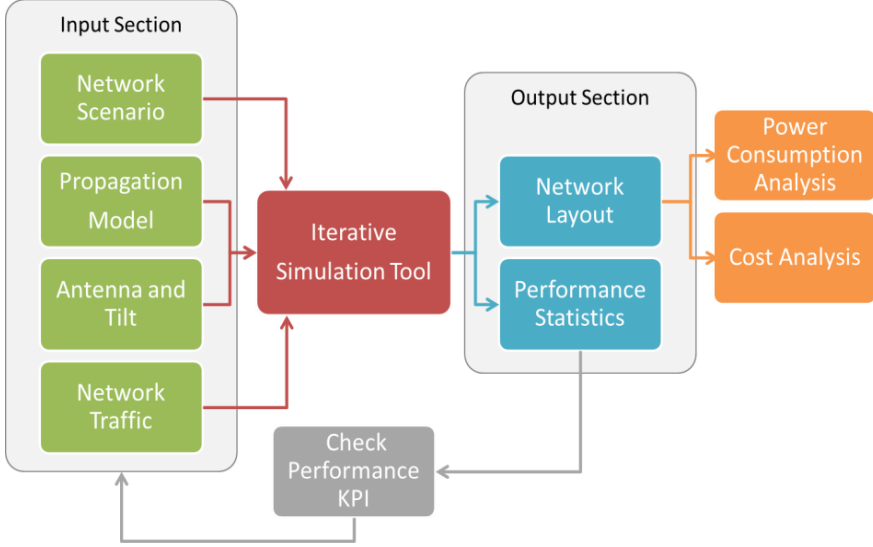 Input Section
Network
Scenario
Propagation
Model
Antenna and
Tilt
Network
Traffic
Iterative
Simulation Tool
Output Section
Network
Layout
Performance
Statistics
Power
Consumption
Analysis
Cost Analysis
Check
Performance
KPI